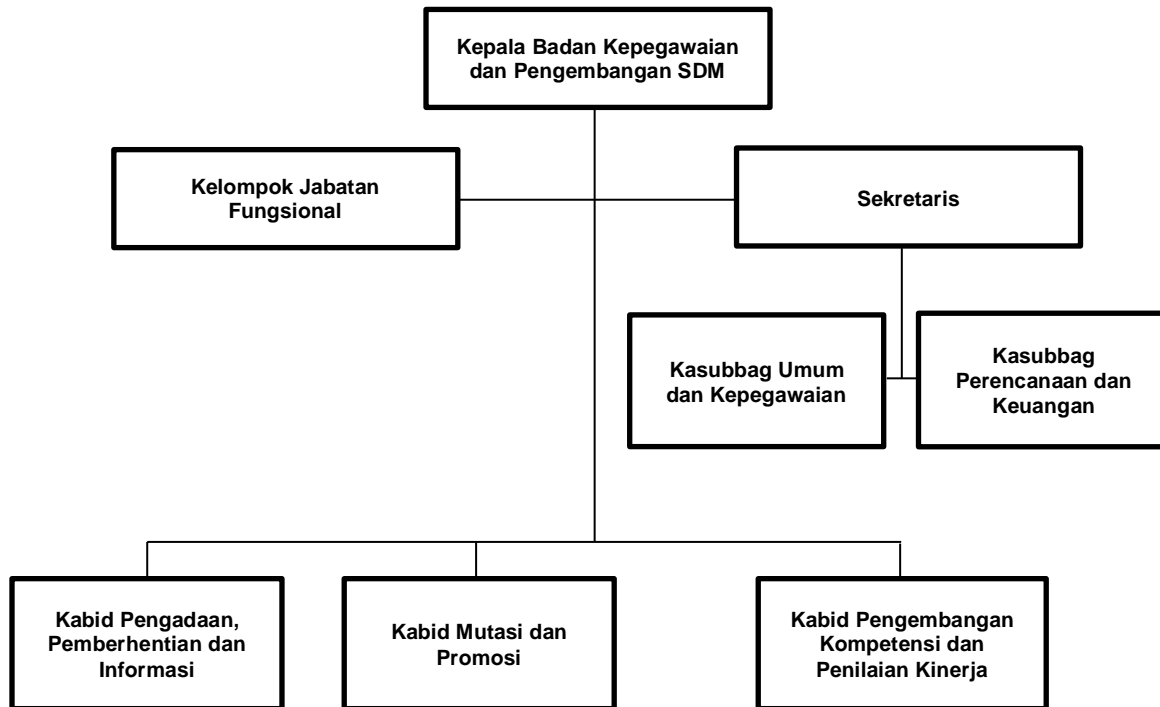 Kepala Badan Kepegawaian
dan Pengembangan SDM
Kelompok Jabatan
Fungsional
Sekretaris
Kasubbag Umum
dan Kepegawaian
Kasubbag
Perencanaan dan
Keuangan
Kabid Pengadaan,
Pemberhentian dan
Informasi
Kabid Mutasi dan
Promosi
Kabid Pengembangan
Kompetensi dan
Penilaian Kinerja